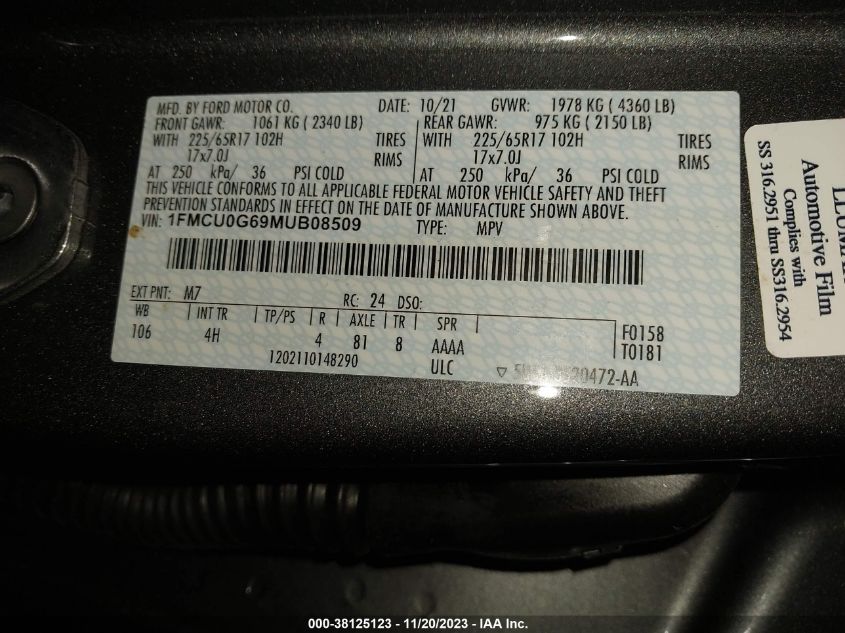 MFD. BY FORD MOTOR CO. DATE: 10/21 GVWR: 1978 KG ( 4360 LB)
FRONT GAWR: 1061 KG ( 2340 LB) REAR GAWR: 975 KG ( 2150 LB)
WITH 225/65R17 102H TIRES WITH 225/65R17 102H TIRES
17x7.0J RIMS 17x7.0J RIMS
AT 250 kPa/ 36 PSI COLD AT 250 kPa/ 36 PSI COLD
THIS VEHICLE CONFORMS TO ALL APPLICABLE FEDERAL MOTOR VEHICLE SAFETY AND THEFT
PREVENTION STANDARDS IN EFFECT ON THE DATE OF MANUFACTURE SHOWN ABOVE.
VIN: 1FMCU0G69MUB08509 TYPE: MPV
EXT PNT: M7 RC: 24 DSO:
WB INT TR TP/PS R AXLE TR SPR F0158
106 4H 4 81 8 AAAA T0181
1202110148290 ULC 20472-AA
Automotive Film
Complies with
SS 316.2951 thru SS316.2954
000-38125123 - 11/20/2023 - IAA Inc.